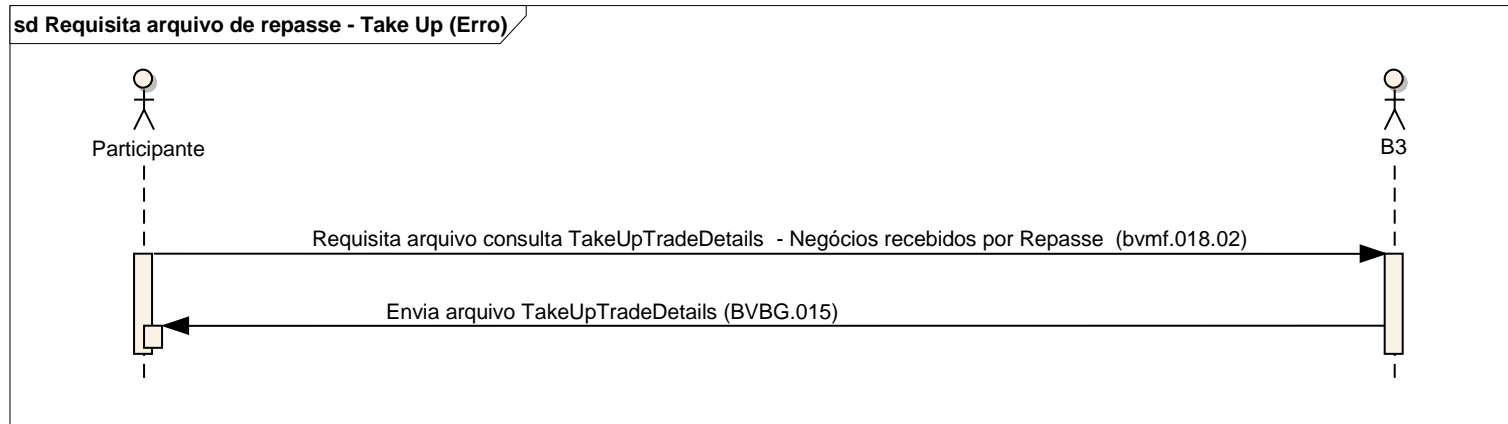 sd Requisita arquivo de repasse - Take Up (Erro)
Participante
B3
Requisita arquivo consulta TakeUpTradeDetails - Negócios recebidos por Repasse (bvmf.018.02)
Envia arquivo TakeUpTradeDetails (BVBG.015)